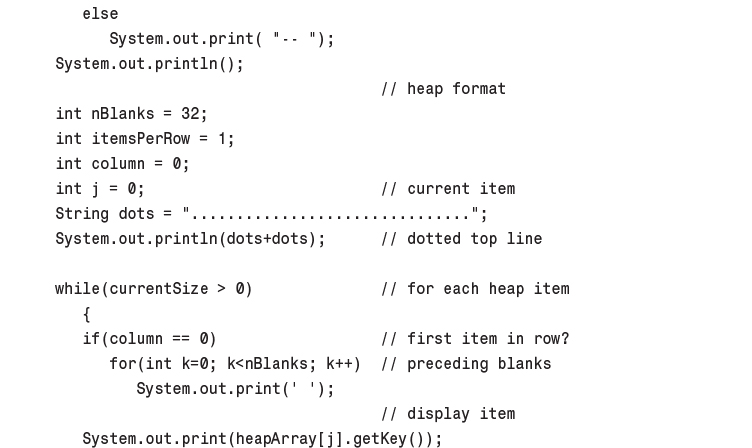 else
System.out.print( "-- ");
System.out.println();
// heap format
int nBlanks = 32;
int itemsPerRow = 1;
int column = 0;
int j = 0; // current item
String dots = "...............................";
System.out.println(dots+dots); // dotted top line
while(currentSize > 0) // for each heap item
{
if(column == 0) // first item in row?
for(int k=0; k<nBlanks; k++) // preceding blanks
System.out.print(' ');
// display item
System.out.print(heapArray[j].getKey());